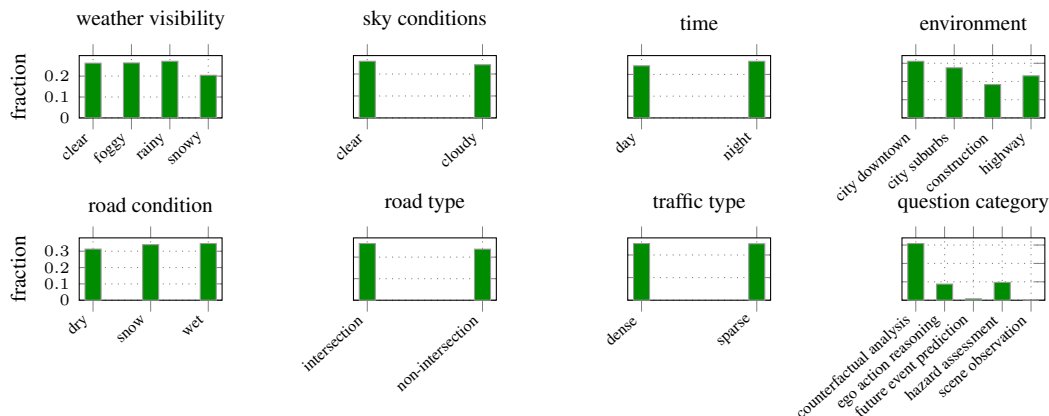 weather visibility
sky conditions
time
environment
fraction
0.2
0.1
0
clear
foggy
rainy
snowy
clear
cloudy
day
night
city downtown
city suburbs
construction
highway
road condition
road type
traffic type
question category
fraction
0.3
0.2
0.1
0
dry
snow
wet
intersection
non-intersection
dense
sparse
counterfactual analysis
ego action reasoning
future event prediction
hazard assessment
scene observation